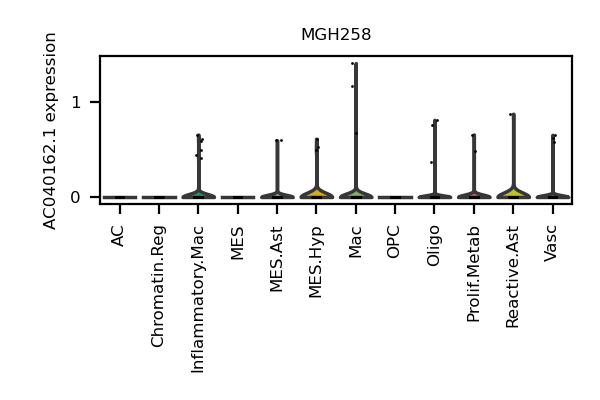 MGH258
AC040162.1 expression
1
0
AC
Chromatin.Reg
Inflammatory.Mac
MES
MES.Ast
MES.Hyp
Mac
OPC
Oligo
Prolif.Metab
Reactive.Ast
Vasc